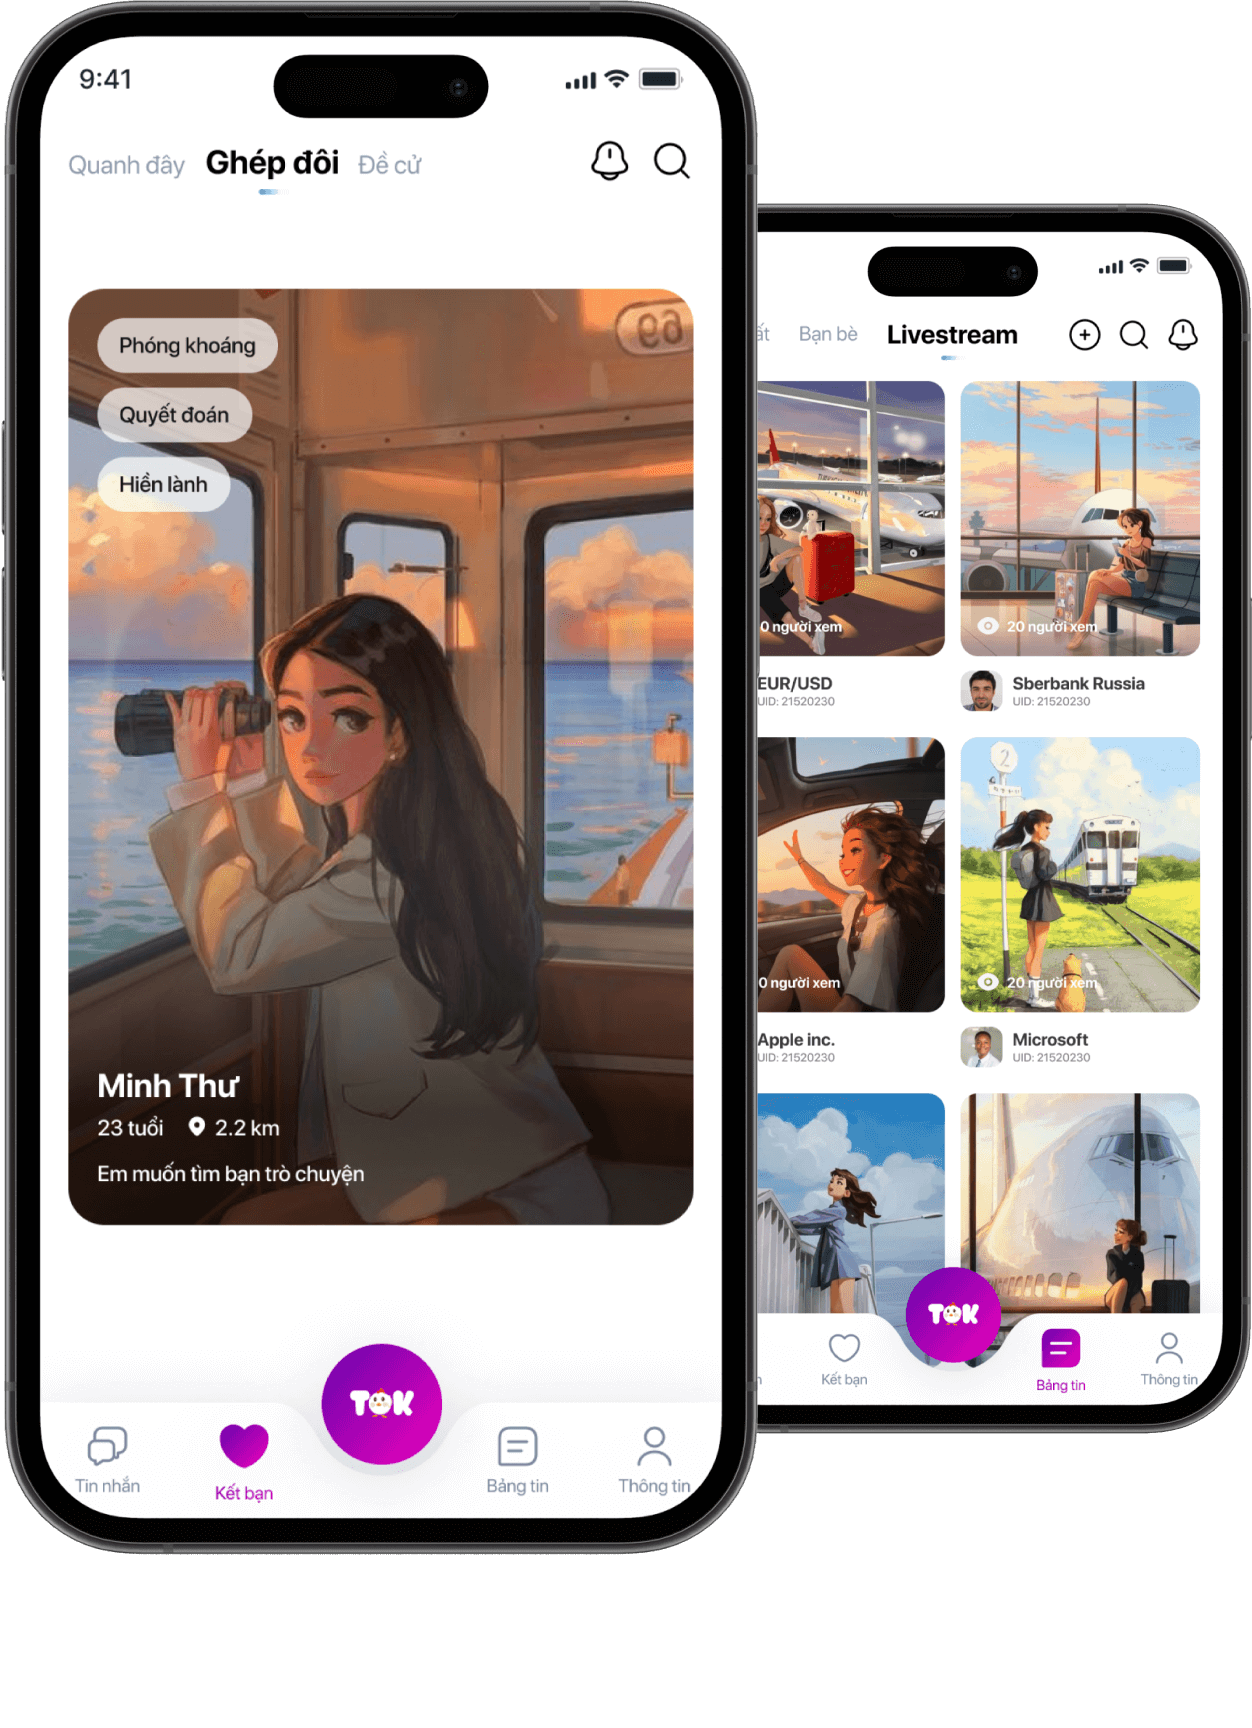 9:41
Quanh đây Ghép đôi Đề cử
Phóng khoáng
Quyết đoán
Hiền lành
Minh Thư
23 tuổi 2.2 km
Em muốn tìm bạn trò chuyện
TOK
Tin nhắn Kết bạn Bảng tin Thông tin
Bạn bè Livestream
0 người xem 20 người xem
EUR/USD Sberbank Russia
UID: 21520230 UID: 21520230
2
0 người xem 20 người xem
Apple inc. Microsoft
UID: 21520230 UID: 21520230
TOK
Kết bạn Bảng tin Thông tin